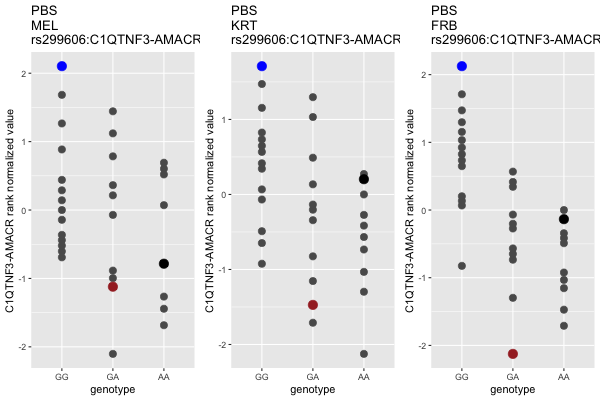 PBS
MEL
rs299606:C1QTNF3-AMACR
C1QTNF3-AMACR rank normalized value
2
1
0
-1
-2
GG
GA
AA
genotype
PBS
KRT
rs299606:C1QTNF3-AMACR
C1QTNF3-AMACR rank normalized value
1
0
-1
-2
GG
GA
AA
genotype
PBS
FRB
rs299606:C1QTNF3-AMACR
C1QTNF3-AMACR rank normalized value
2
1
0
-1
-2
GG
GA
AA
genotype